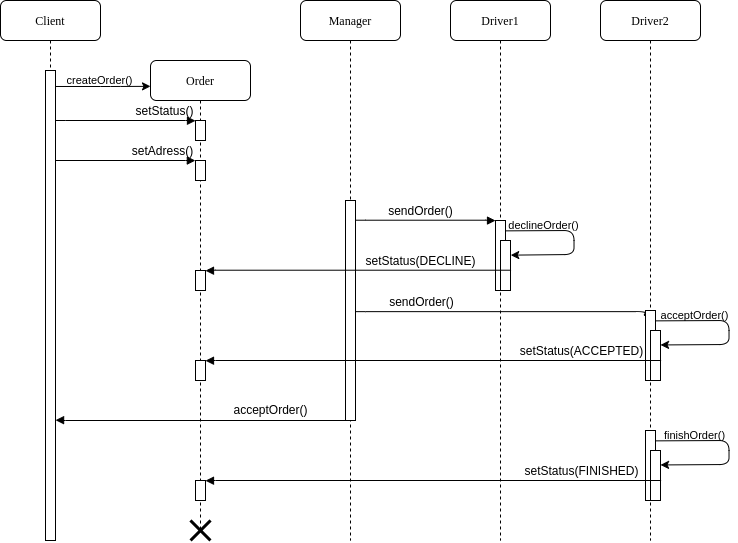 Client
Manager
Driver1
Driver2
Order
createOrder()
setStatus()
setAdress()
sendOrder()
declineOrder()
setStatus(DECLINE)
sendOrder()
acceptOrder()
setStatus(ACCEPTED)
acceptOrder()
finishOrder()
setStatus(FINISHED)